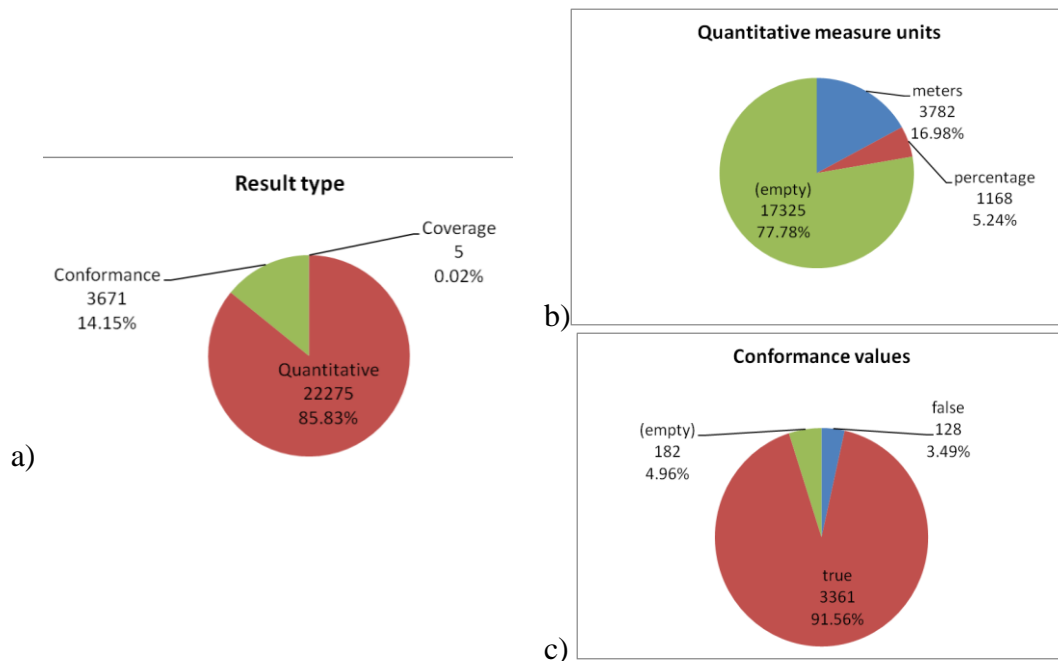 Result type
Coverage
5
0.02%
Conformance
3671
14.15%
Quantitative
22275
85.83%
a)
Quantitative measure units
meters
3782
16.98%
percentage
1168
5.24%
(empty)
17325
77.78%
b)
Conformance values
false
128
3.49%
(empty)
182
4.96%
true
3361
91.56%
c)